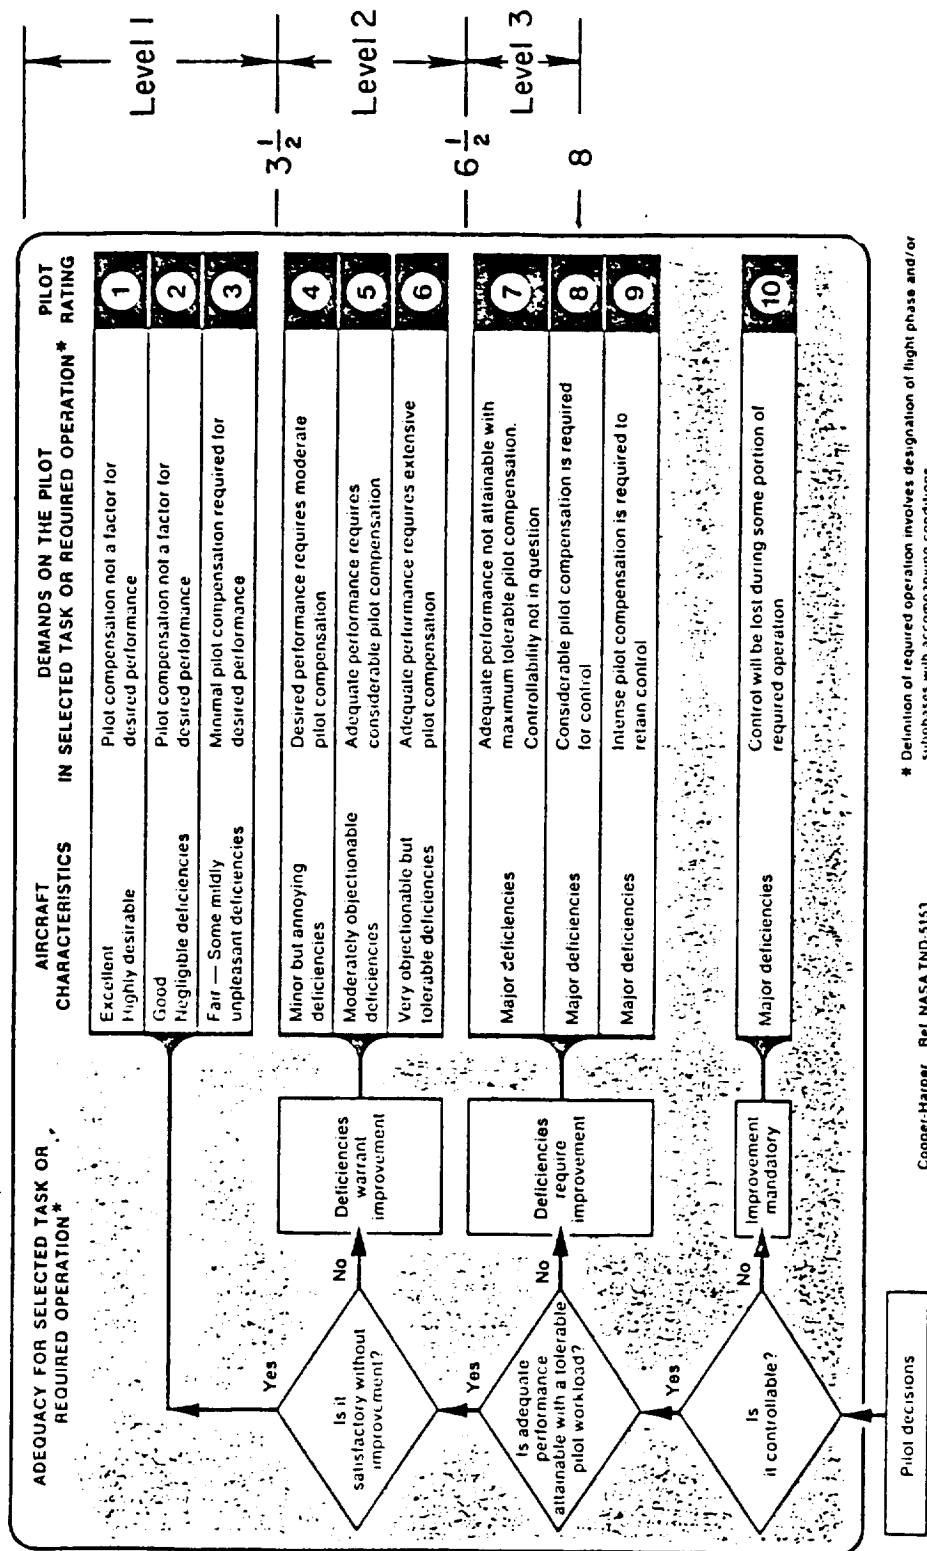 ADEQUACY FOR SELECTED TASK OR
REQUIRED OPERATION*
AIRCRAFT
CHARACTERISTICS
DEMANDS ON THE PILOT
IN SELECTED TASK OR REQUIRED OPERATION*
PILOT
RATING
Excellent
Highly desirable
Pilot compensation not a factor for
desired performance
1
Good
Negligible deficiencies
Pilot compensation not a factor for
desired performance
2
Fair — Some mildly
unpleasant deficiencies
Minimal pilot compensation required for
desired performance
3
Yes
Is it
satisfactory without
improvement?
No
Deficiencies
warrant
improvement
Minor but annoying
deficiencies
Desired performance requires moderate
pilot compensation
4
Moderately objectionable
deficiencies
Adequate performance requires
considerable pilot compensation
5
Very objectionable but
tolerable deficiencies
Adequate performance requires extensive
pilot compensation
6
Yes
Is adequate
performance
attainable with a tolerable
pilot workload?
No
Deficiencies
require
improvement
Major deficiencies
Adequate performance not attainable with
maximum tolerable pilot compensation.
Controllability not in question
7
Major deficiencies
Considerable pilot compensation is required
for control
8
Major deficiencies
Intense pilot compensation is required to
retain control
9
Yes
Is
it controllable?
No
Improvement
mandatory
Major deficiencies
Control will be lost during some portion of
required operation
10
Pilot decisions
Cooper-Harper Ref NASA TND-5153
* Definition of required operation involves designation of flight phase and/or
subphases with accompanying conditions
Level 1
3 1/2
Level 2
6 1/2
Level 3
8